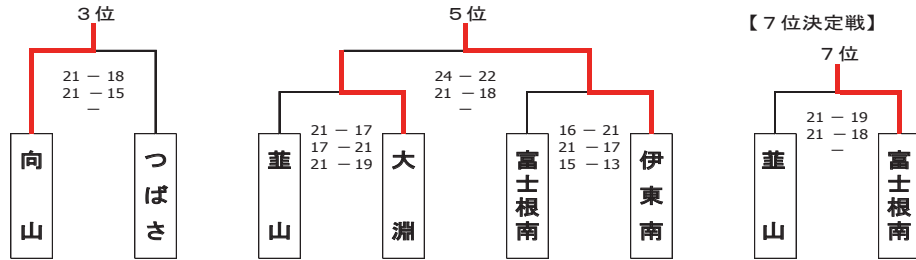 3位
21 － 18
21 － 15
－
向山
つばさ
5位
24 － 22
21 － 18
－
21 － 17
17 － 21
21 － 19
16 － 21
21 － 17
15 － 13
韮山
大淵
富士根南
伊東南
【7位決定戦】
7位
21 － 19
21 － 18
－
韮山
富士根南